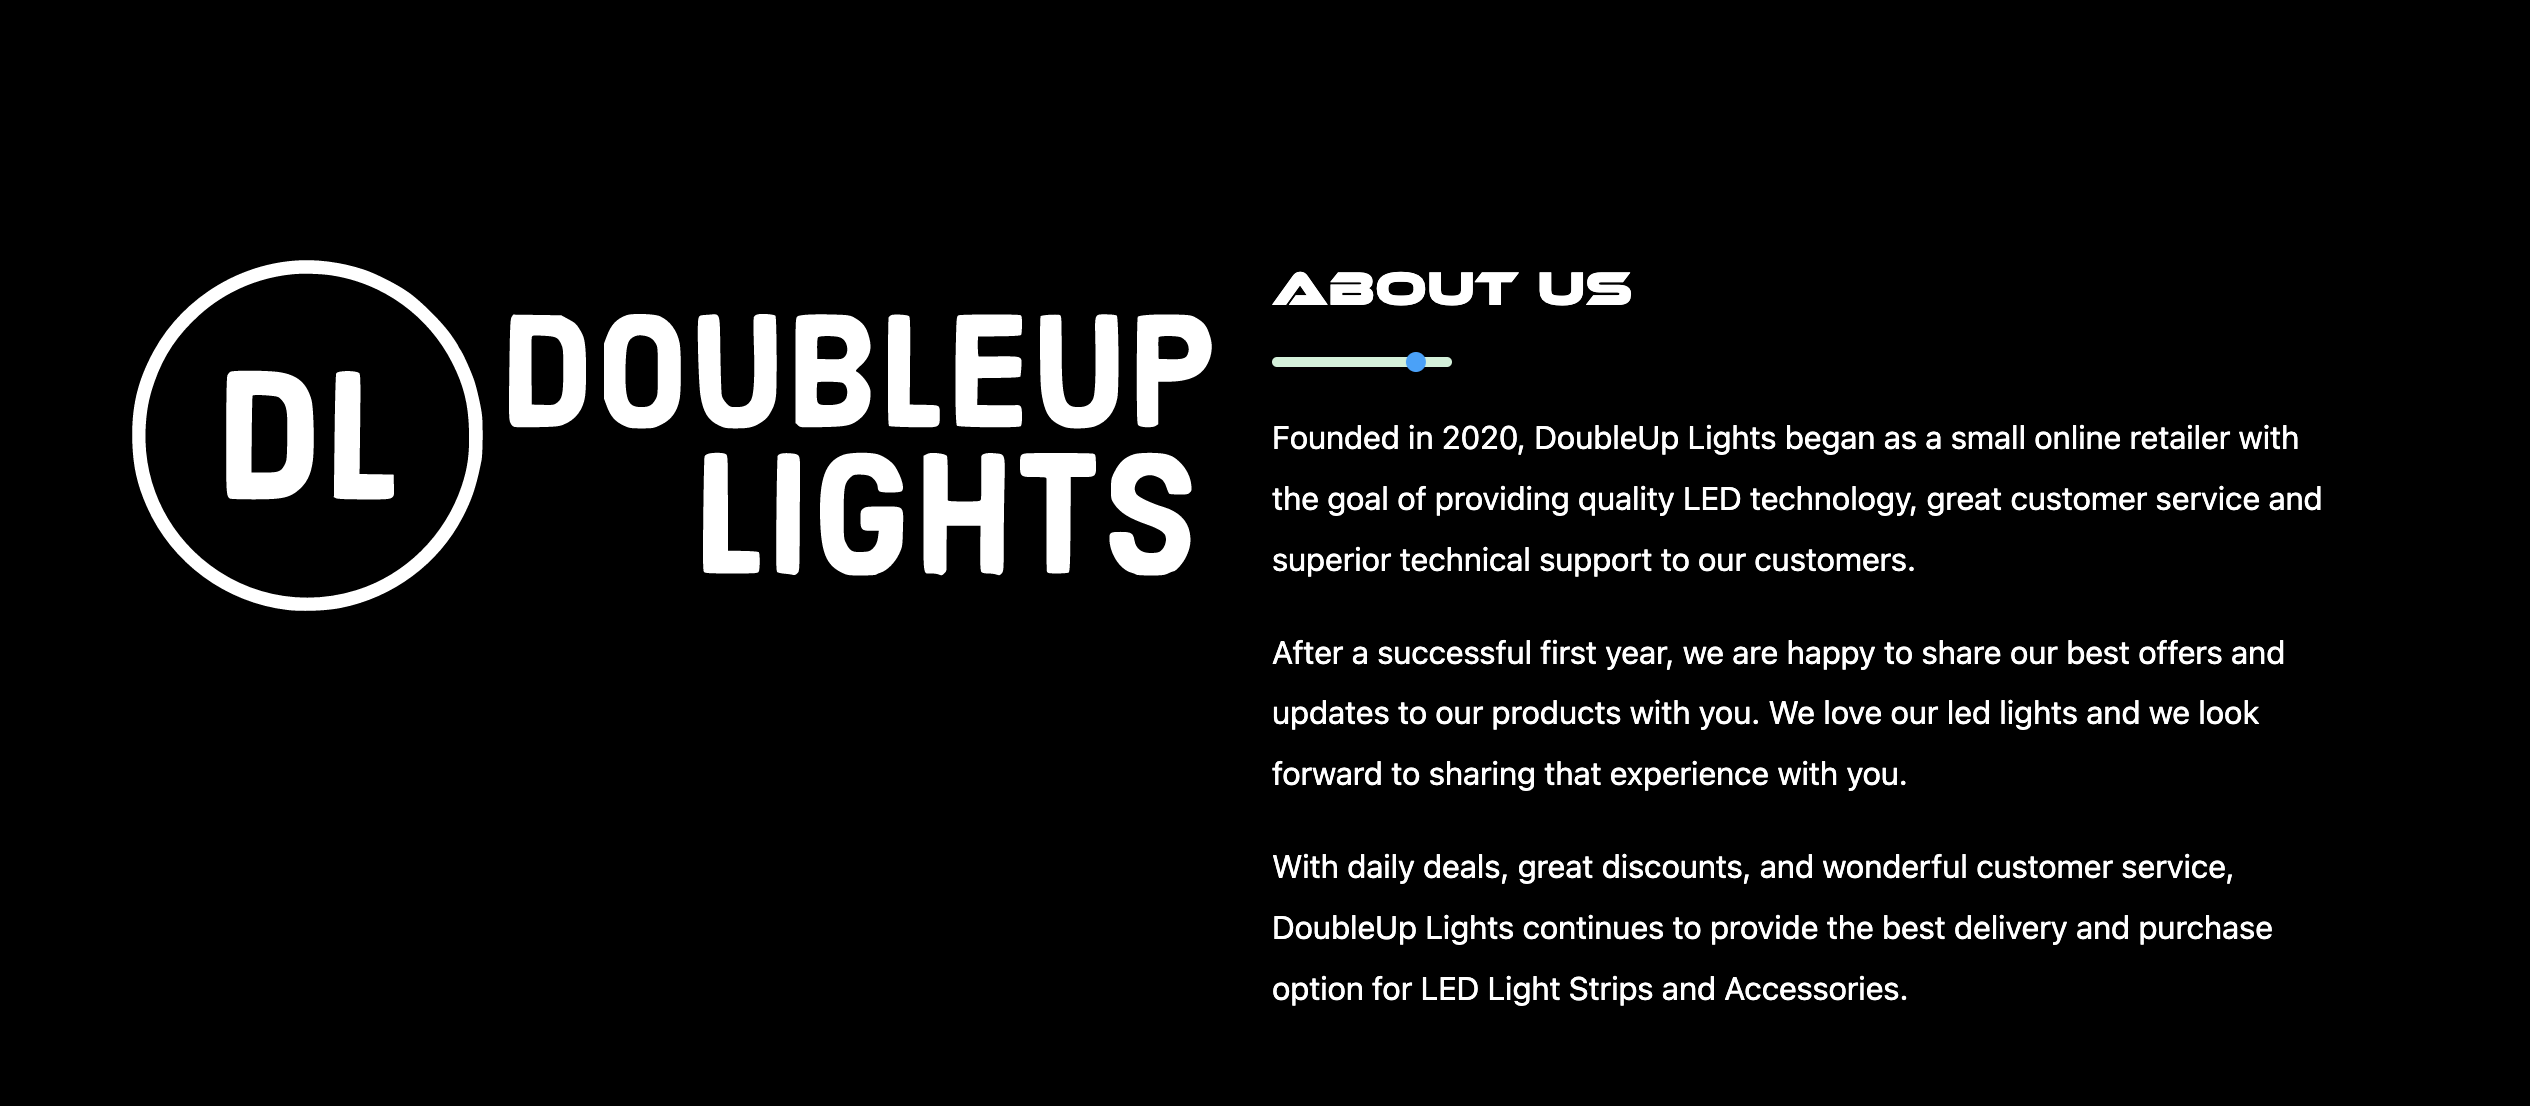 DL
DOUBLEUP
LIGHTS
ABOUT US
Founded in 2020, DoubleUp Lights began as a small online retailer with
the goal of providing quality LED technology, great customer service and
superior technical support to our customers.
After a successful first year, we are happy to share our best offers and
updates to our products with you. We love our led lights and we look
forward to sharing that experience with you.
With daily deals, great discounts, and wonderful customer service,
DoubleUp Lights continues to provide the best delivery and purchase
option for LED Light Strips and Accessories.